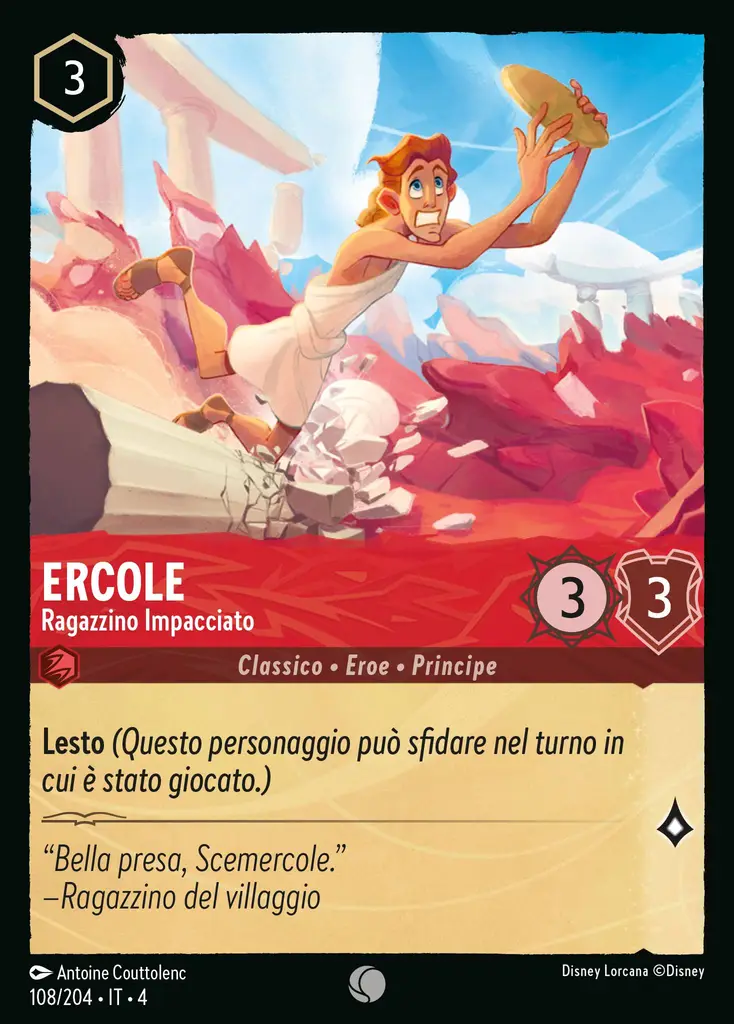 3
ERCOLE
Ragazzino Impacciato
3
3
Classico • Eroe • Principe
Lesto (Questo personaggio può sfidare nel turno in
cui è stato giocato.)
“Bella presa, Scemercole.”
–Ragazzino del villaggio
Antoine Couttolenc
Disney Lorcana ©Disney
108/204 • IT • 4